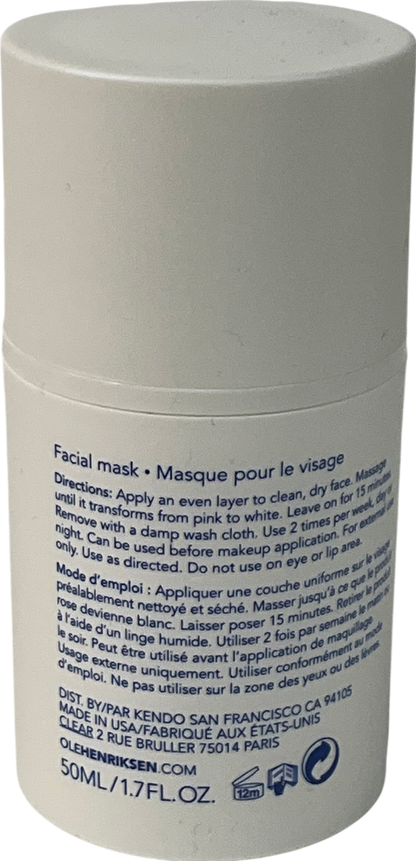 Facial mask • Masque pour le visage
Directions: Apply an even layer to clean, dry face. Massage
until it transforms from pink to white. Leave on for 15 minutes.
Remove with a damp wash cloth. Use 2 times per week, day or
night. Can be used before makeup application. For external use
only. Use as directed. Do not use on eye or lip area.
Mode d'emploi : Appliquer une couche uniforme sur le visage
préalablement nettoyé et séché. Masser jusqu'à ce que le produit
rose devienne blanc. Laisser poser 15 minutes. Retirer le produit
à l'aide d'un linge humide. Utiliser 2 fois par semaine le matin ou
le soir. Peut être utilisé avant l'application de maquillage.
Usage externe uniquement. Utiliser conformément au mode
d'emploi. Ne pas utiliser sur la zone des yeux ou des lèvres.
DIST. BY/PAR KENDO SAN FRANCISCO CA 94105
MADE IN USA/FABRIQUÉ AUX ÉTATS-UNIS
CLEAR 2 RUE BRULLER 75014 PARIS
OLEHENRIKSEN.COM
50ML/1.7FL.OZ. 12m